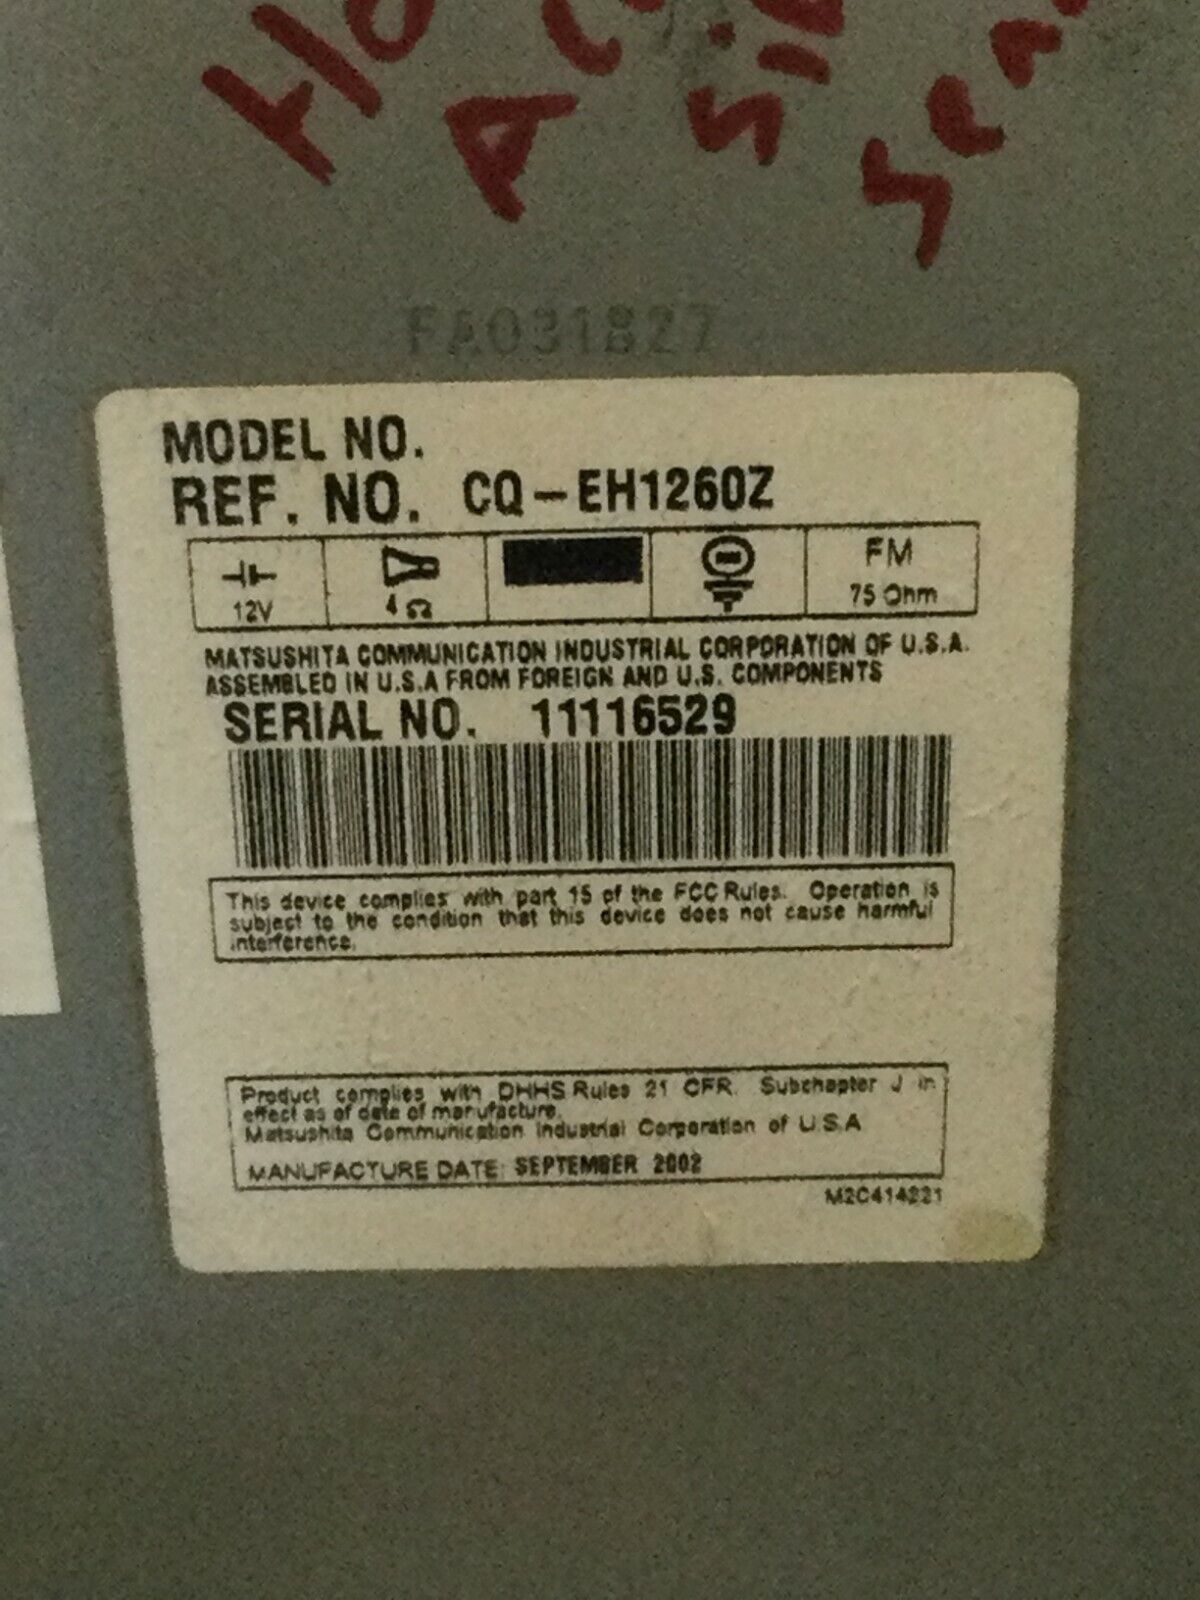 FA031827
MODEL NO.
REF. NO. CQ-EH1260Z
12V
4 Ω
FM
75 Ohm
MATSUSHITA COMMUNICATION INDUSTRIAL CORPORATION OF U.S.A.
ASSEMBLED IN U.S.A FROM FOREIGN AND U.S. COMPONENTS
SERIAL NO. 11116529
This device complies with part 15 of the FCC Rules. Operation is
subject to the condition that this device does not cause harmful
interference.
Product complies with DHHS Rules 21 CFR. Subchapter J in
effect as of date of manufacture.
Matsushita Communication Industrial Corporation of U.S.A
MANUFACTURE DATE: SEPTEMBER 2002
M2C414221